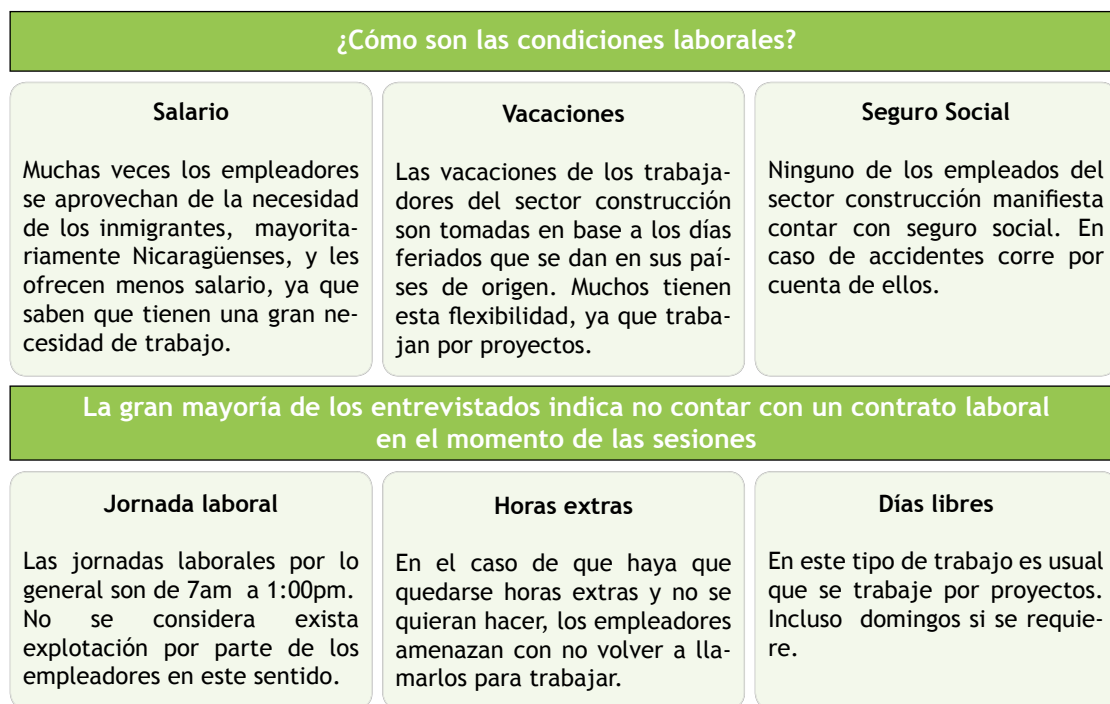 ¿Cómo son las condiciones laborales?
Salario
Muchas veces los empleadores
se aprovechan de la necesidad
de los inmigrantes, mayorita-
riamente Nicaragüenses, y les
ofrecen menos salario, ya que
saben que tienen una gran ne-
cesidad de trabajo.
Vacaciones
Las vacaciones de los trabaja-
dores del sector construcción
son tomadas en base a los días
feriados que se dan en sus paí-
ses de origen. Muchos tienen
esta flexibilidad, ya que traba-
jan por proyectos.
Seguro Social
Ninguno de los empleados del
sector construcción manifiesta
contar con seguro social. En
caso de accidentes corre por
cuenta de ellos.
La gran mayoría de los entrevistados indica no contar con un contrato laboral
en el momento de las sesiones
Jornada laboral
Las jornadas laborales por lo
general son de 7am a 1:00pm.
No se considera exista
explotación por parte de los
empleadores en este sentido.
Horas extras
En el caso de que haya que
quedarse horas extras y no se
quieran hacer, los empleadores
amenazan con no volver a lla-
marlos para trabajar.
Días libres
En este tipo de trabajo es usual
que se trabaje por proyectos.
Incluso domingos si se requie-
re.